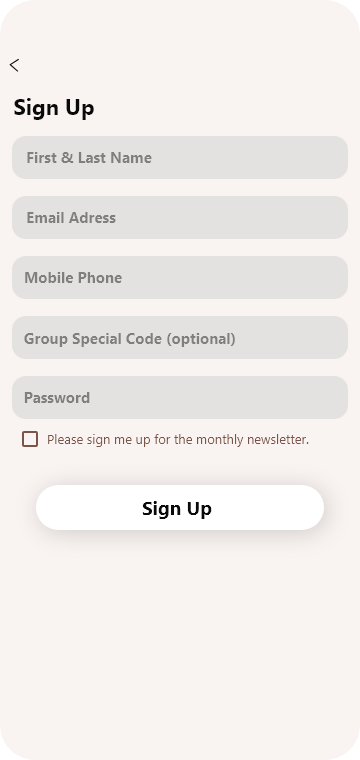 Sign Up
First & Last Name
Email Adress
Mobile Phone
Group Special Code (optional)
Password
Please sign me up for the monthly newsletter.
Sign Up